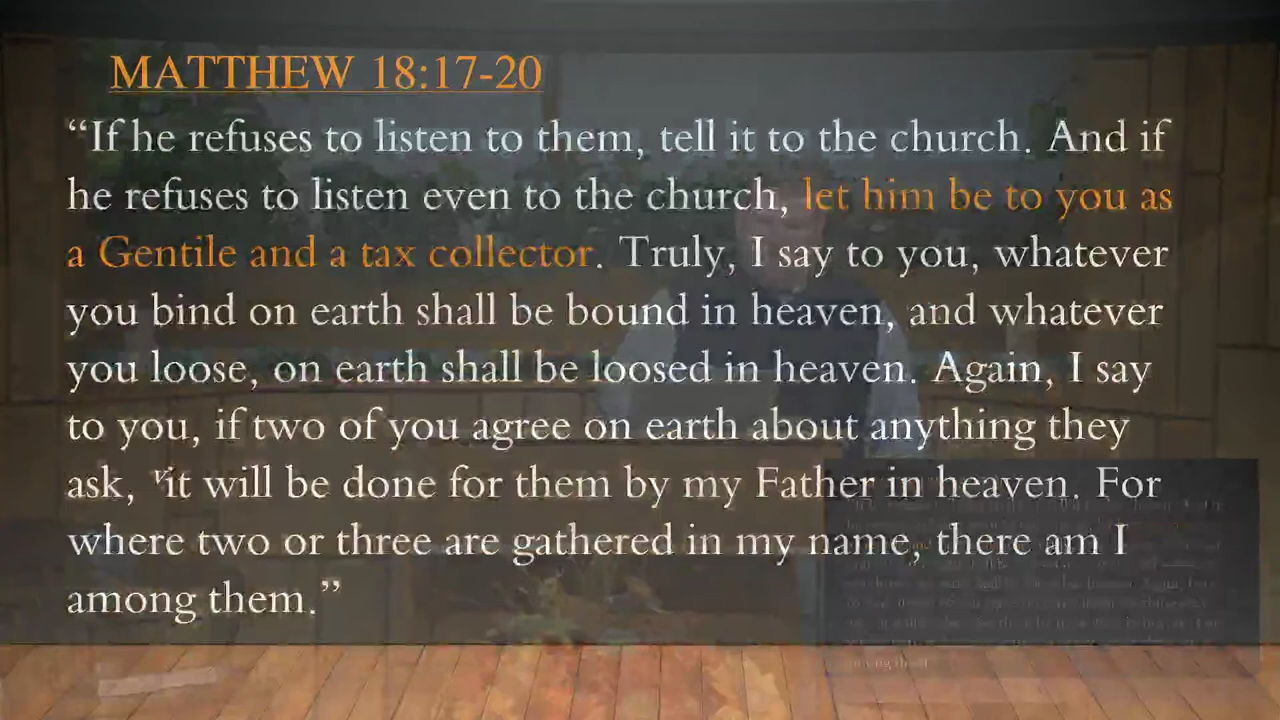 MATTHEW 18:17-20
“If he refuses to listen to them, tell it to the church. And if
he refuses to listen even to the church, let him be to you as
a Gentile and a tax collector. Truly, I say to you, whatever
you bind on earth shall be bound in heaven, and whatever
you loose, on earth shall be loosed in heaven. Again, I say
to you, if two of you agree on earth about anything they
ask, ᵛit will be done for them by my Father in heaven. For
where two or three are gathered in my name, there am I
among them.”